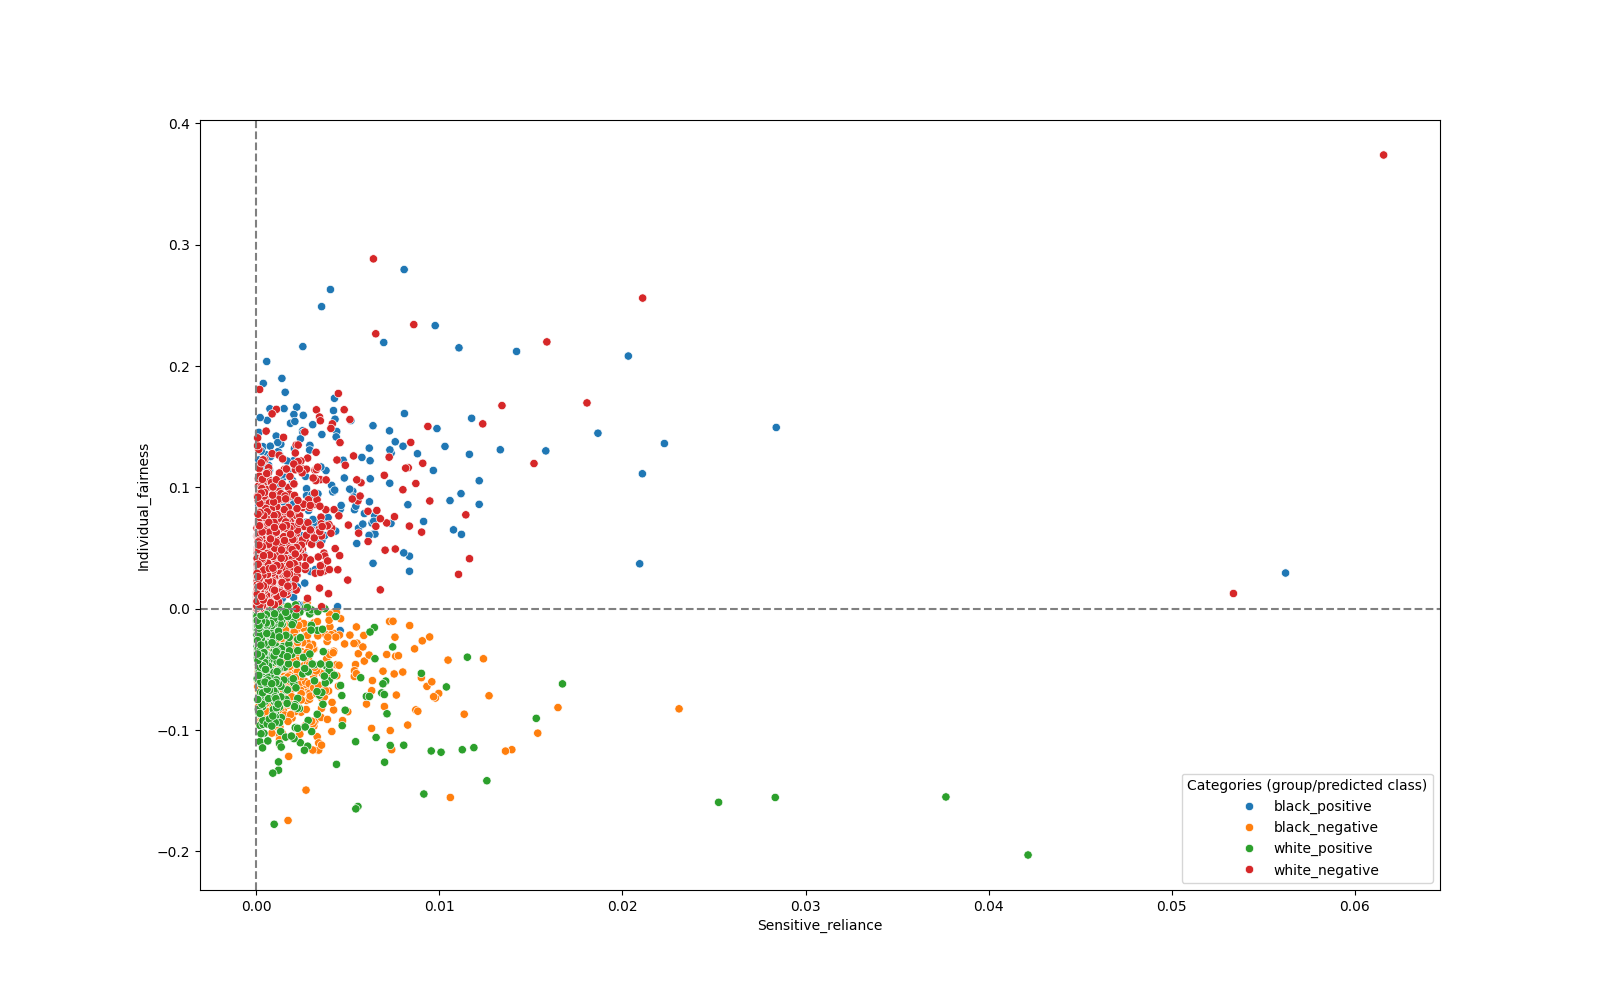 0.4
0.3
0.2
0.1
0.0
−0.1
−0.2
Individual_fairness
0.00
0.01
0.02
0.03
0.04
0.05
0.06
Sensitive_reliance
Categories (group/predicted class)
black_positive
black_negative
white_positive
white_negative